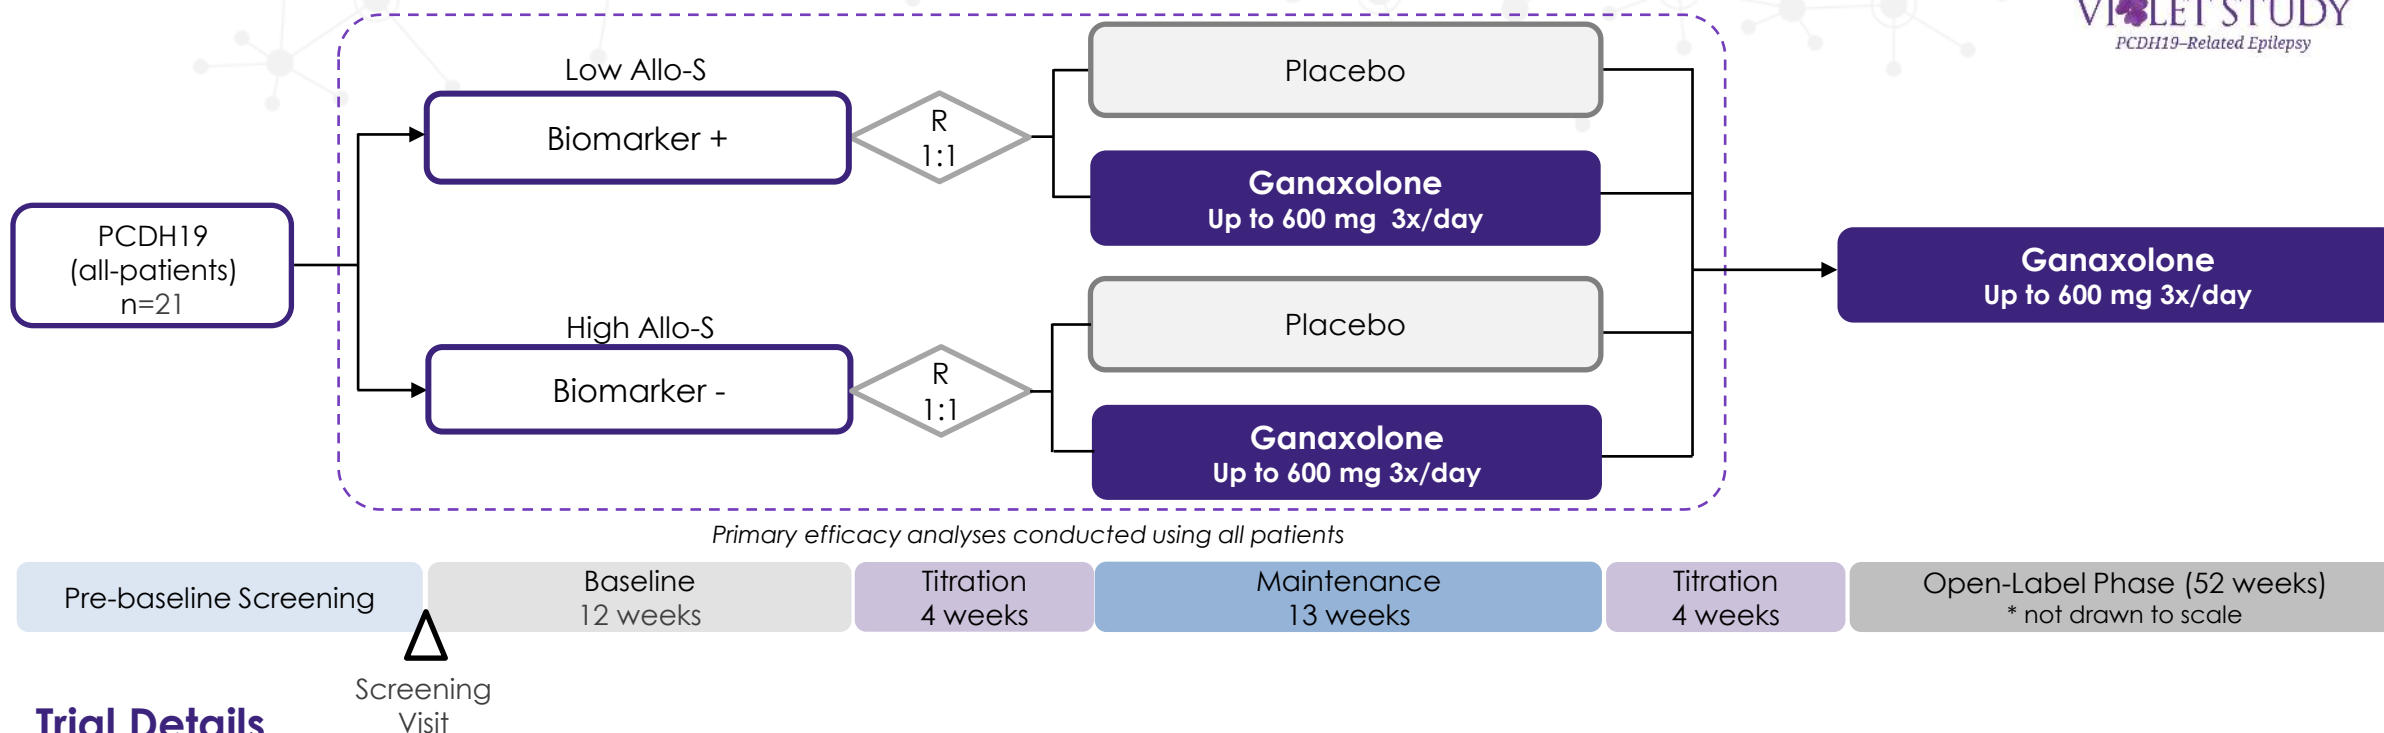 VIOLET STUDY
PCDH19–Related Epilepsy
Low Allo-S
Biomarker +
R
1:1
Placebo
Ganaxolone
Up to 600 mg 3x/day
PCDH19
(all-patients)
n=21
Ganaxolone
Up to 600 mg 3x/day
High Allo-S
Biomarker -
R
1:1
Placebo
Ganaxolone
Up to 600 mg 3x/day
Primary efficacy analyses conducted using all patients
Pre-baseline Screening
Baseline
12 weeks
Titration
4 weeks
Maintenance
13 weeks
Titration
4 weeks
Open-Label Phase (52 weeks)
* not drawn to scale
Screening
Visit
Trial Details